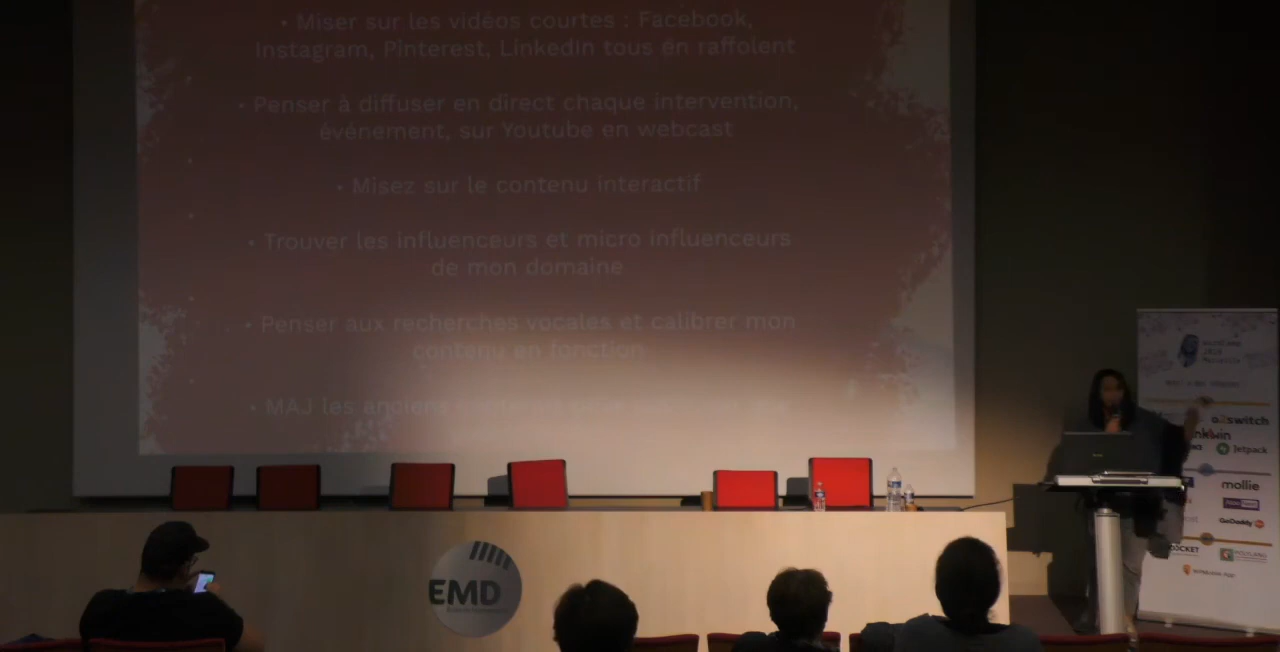 • Miser sur les vidéos courtes : Facebook,
Instagram, Pinterest, LinkedIn tous en raffolent
• Penser à diffuser en direct chaque intervention,
événement, sur Youtube en webcast
• Misez sur le contenu interactif
• Trouver les influenceurs et micro influenceurs
de mon domaine
• Penser aux recherches vocales et calibrer mon
contenu en fonction
• MAJ les anciens
EMD
o2switch
Jetpack
mollie
GoDaddy